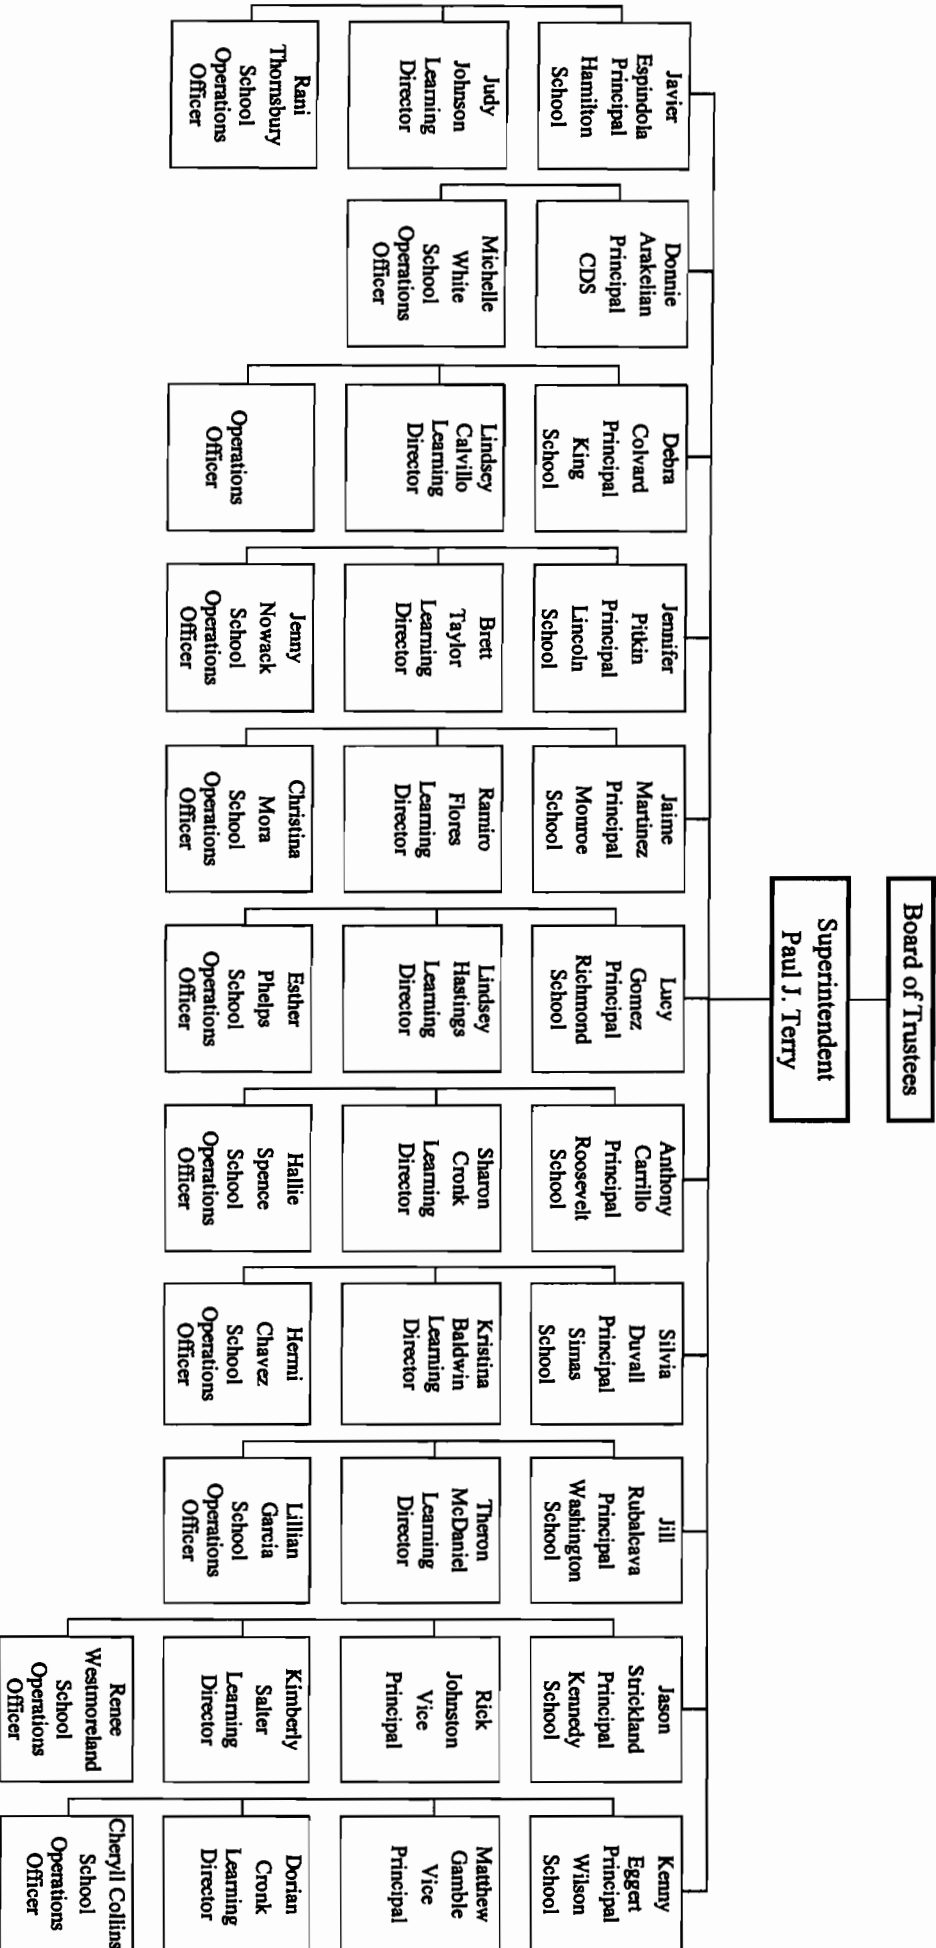 Board of Trustees
Superintendent
Paul J. Terry
Javier
Espindola
Principal
Hamilton
School
Judy
Johnson
Learning
Director
Rani
Thornsbury
School
Operations
Officer
Donnie
Arakelian
Principal
CDS
Michelle
White
School
Operations
Officer
Debra
Colvard
Principal
King
School
Lindsey
Calvillo
Learning
Director
Operations
Officer
Jennifer
Pitkin
Principal
Lincoln
School
Brett
Taylor
Learning
Director
Jenny
Nowack
School
Operations
Officer
Jaime
Martinez
Principal
Monroe
School
Ramiro
Flores
Learning
Director
Christina
Mora
School
Operations
Officer
Lucy
Gomez
Principal
Richmond
School
Lindsey
Hastings
Learning
Director
Esther
Phelps
School
Operations
Officer
Anthony
Carrillo
Principal
Roosevelt
School
Sharon
Cronk
Learning
Director
Hallie
Spence
School
Operations
Officer
Silvia
Duvall
Principal
Simas
School
Kristina
Baldwin
Learning
Director
Hermi
Chavez
School
Operations
Officer
Jill
Rubalcava
Principal
Washington
School
Theron
McDaniel
Learning
Director
Lillian
Garcia
School
Operations
Officer
Jason
Strickland
Principal
Kennedy
School
Rick
Johnston
Vice
Principal
Kimberly
Salter
Learning
Director
Renee
Westmoreland
School
Operations
Officer
Kenny
Eggert
Principal
Wilson
School
Matthew
Gamble
Vice
Principal
Dorian
Cronk
Learning
Director
Cheryll Collins
School
Operations
Officer